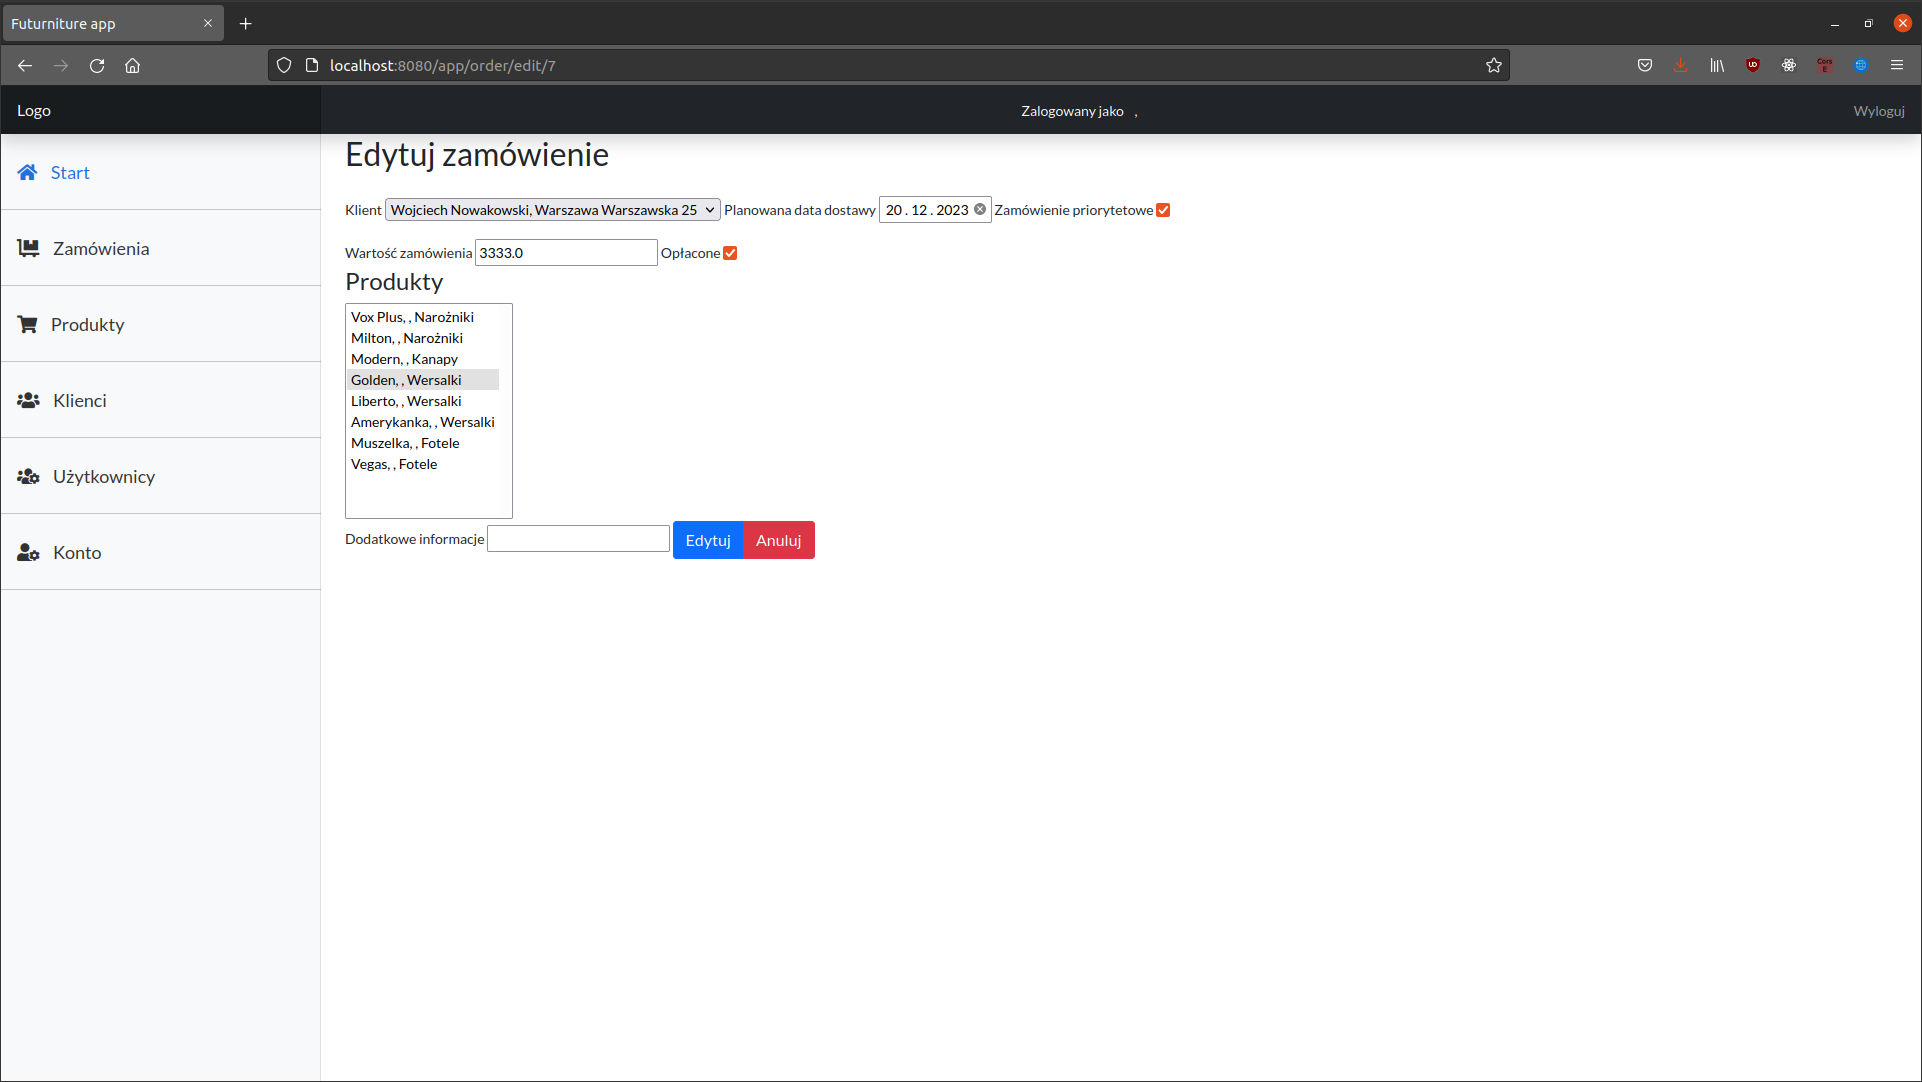 Futurniture app
localhost:8080/app/order/edit/7
Logo
Zalogowany jako ,
Wyloguj
Start
Zamówienia
Produkty
Klienci
Użytkownicy
Konto
Edytuj zamówienie
Klient Wojciech Nowakowski, Warszawa Warszawska 25 Planowana data dostawy 20 . 12 . 2023 Zamówienie priorytetowe
Wartość zamówienia 3333.0 Opłacone
Produkty
Vox Plus, , Narożniki
Milton, , Narożniki
Modern, , Kanapy
Golden, , Wersalki
Liberto, , Wersalki
Amerykanka, , Wersalki
Muszelka, , Fotele
Vegas, , Fotele
Dodatkowe informacje Edytuj Anuluj
Cors
E